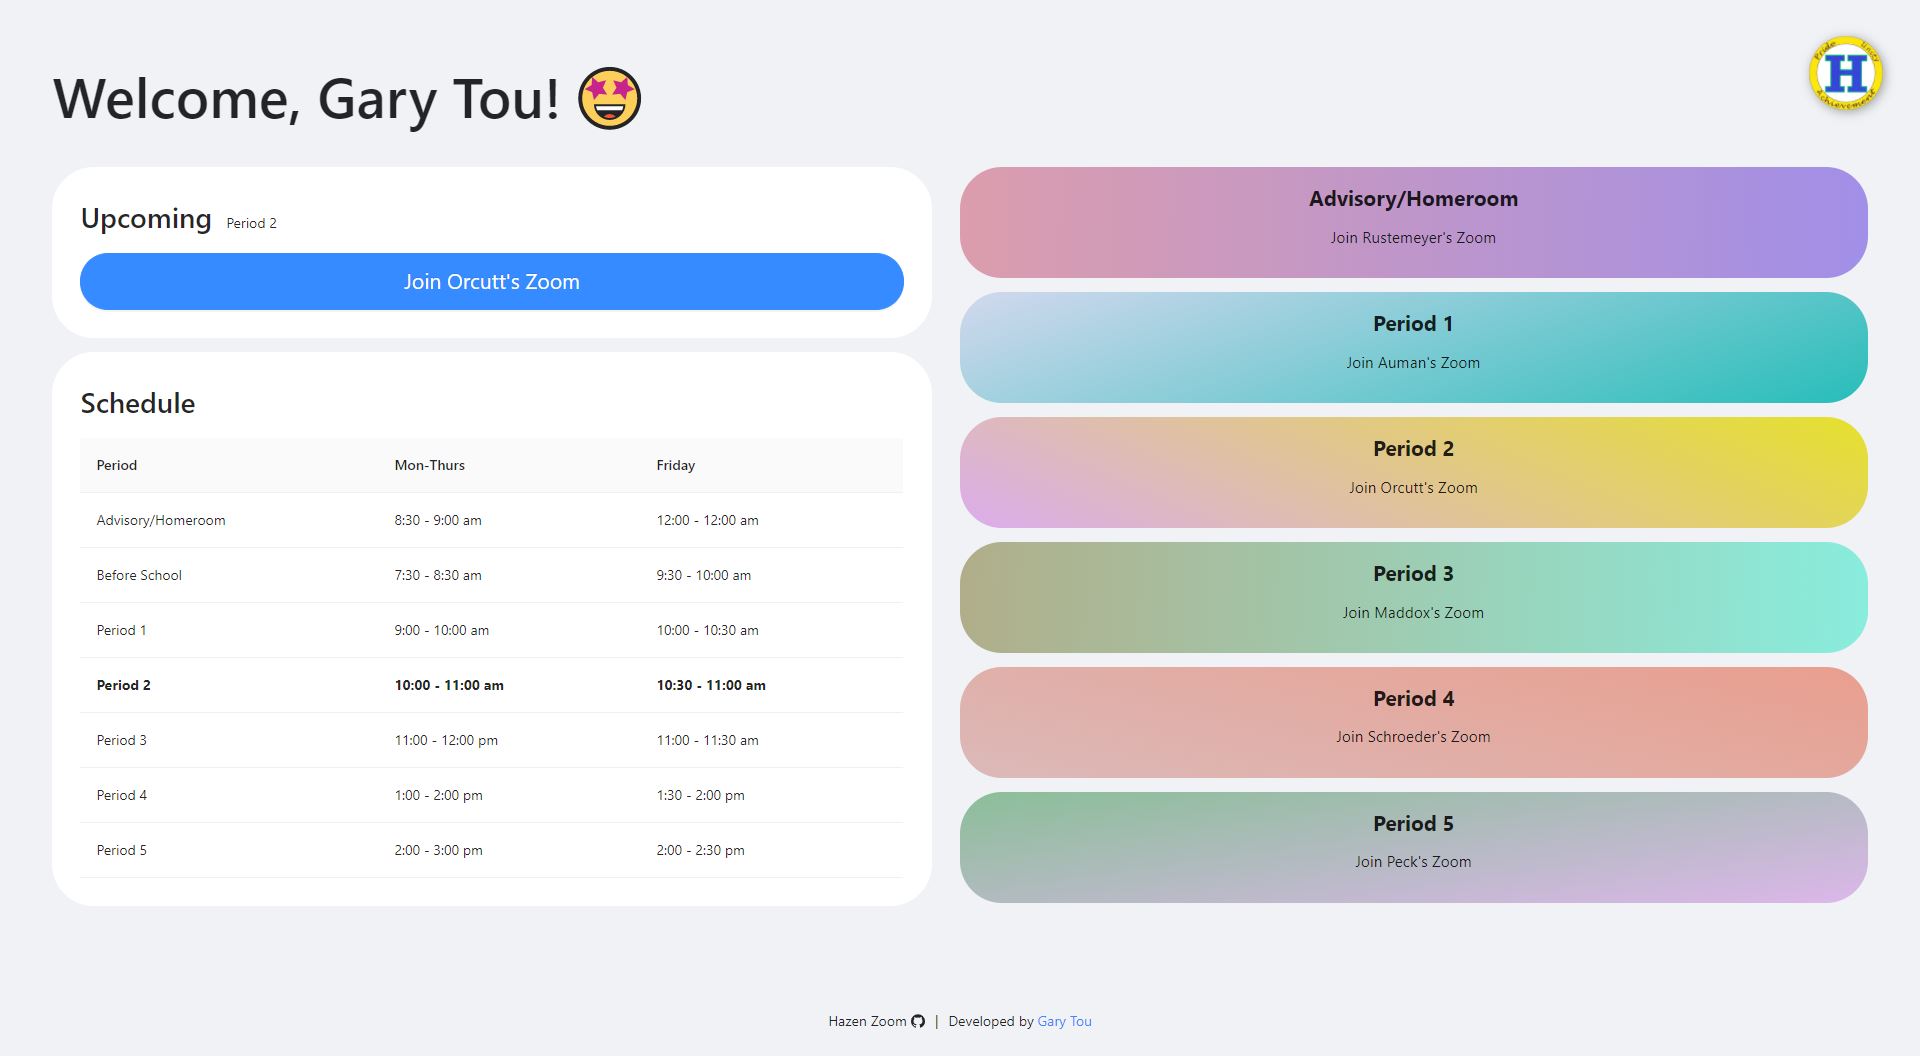 Welcome, Gary Tou!
Pride Unity
H
Achievement
Upcoming Period 2
Join Orcutt's Zoom
Schedule
Period Mon-Thurs Friday
Advisory/Homeroom 8:30 - 9:00 am 12:00 - 12:00 am
Before School 7:30 - 8:30 am 9:30 - 10:00 am
Period 1 9:00 - 10:00 am 10:00 - 10:30 am
Period 2 10:00 - 11:00 am 10:30 - 11:00 am
Period 3 11:00 - 12:00 pm 11:00 - 11:30 am
Period 4 1:00 - 2:00 pm 1:30 - 2:00 pm
Period 5 2:00 - 3:00 pm 2:00 - 2:30 pm
Advisory/Homeroom
Join Rustemeyer's Zoom
Period 1
Join Auman's Zoom
Period 2
Join Orcutt's Zoom
Period 3
Join Maddox's Zoom
Period 4
Join Schroeder's Zoom
Period 5
Join Peck's Zoom
Hazen Zoom | Developed by Gary Tou